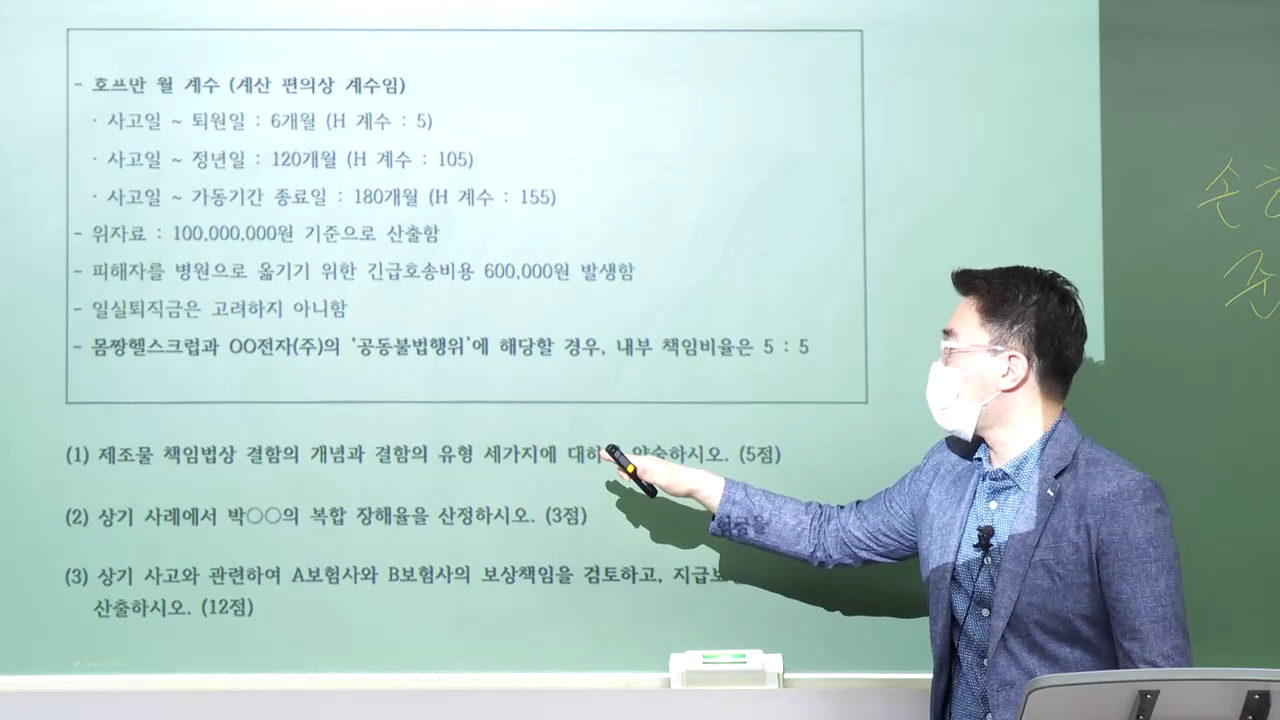 - 호프만 월 계수 (계산 편의상 계수임)
· 사고일 ~ 퇴원일 : 6개월 (H 계수 : 5)
· 사고일 ~ 정년일 : 120개월 (H 계수 : 105)
· 사고일 ~ 가동기간 종료일 : 180개월 (H 계수 : 155)
- 위자료 : 100,000,000원 기준으로 산출함
- 피해자를 병원으로 옮기기 위한 긴급호송비용 600,000원 발생함
- 일실퇴직금은 고려하지 아니함
- 몸짱헬스크럽과 OO전자(주)의 '공동불법행위'에 해당할 경우, 내부 책임비율은 5 : 5
(1) 제조물 책임법상 결함의 개념과 결함의 유형 세가지에 약술하시오. (5점)
(2) 상기 사례에서 박○○의 복합 장해율을 산정하시오. (3점)
(3) 상기 사고와 관련하여 A보험사와 B보험사의 보상책임을 검토하고,
산출하시오. (12점)
손
준